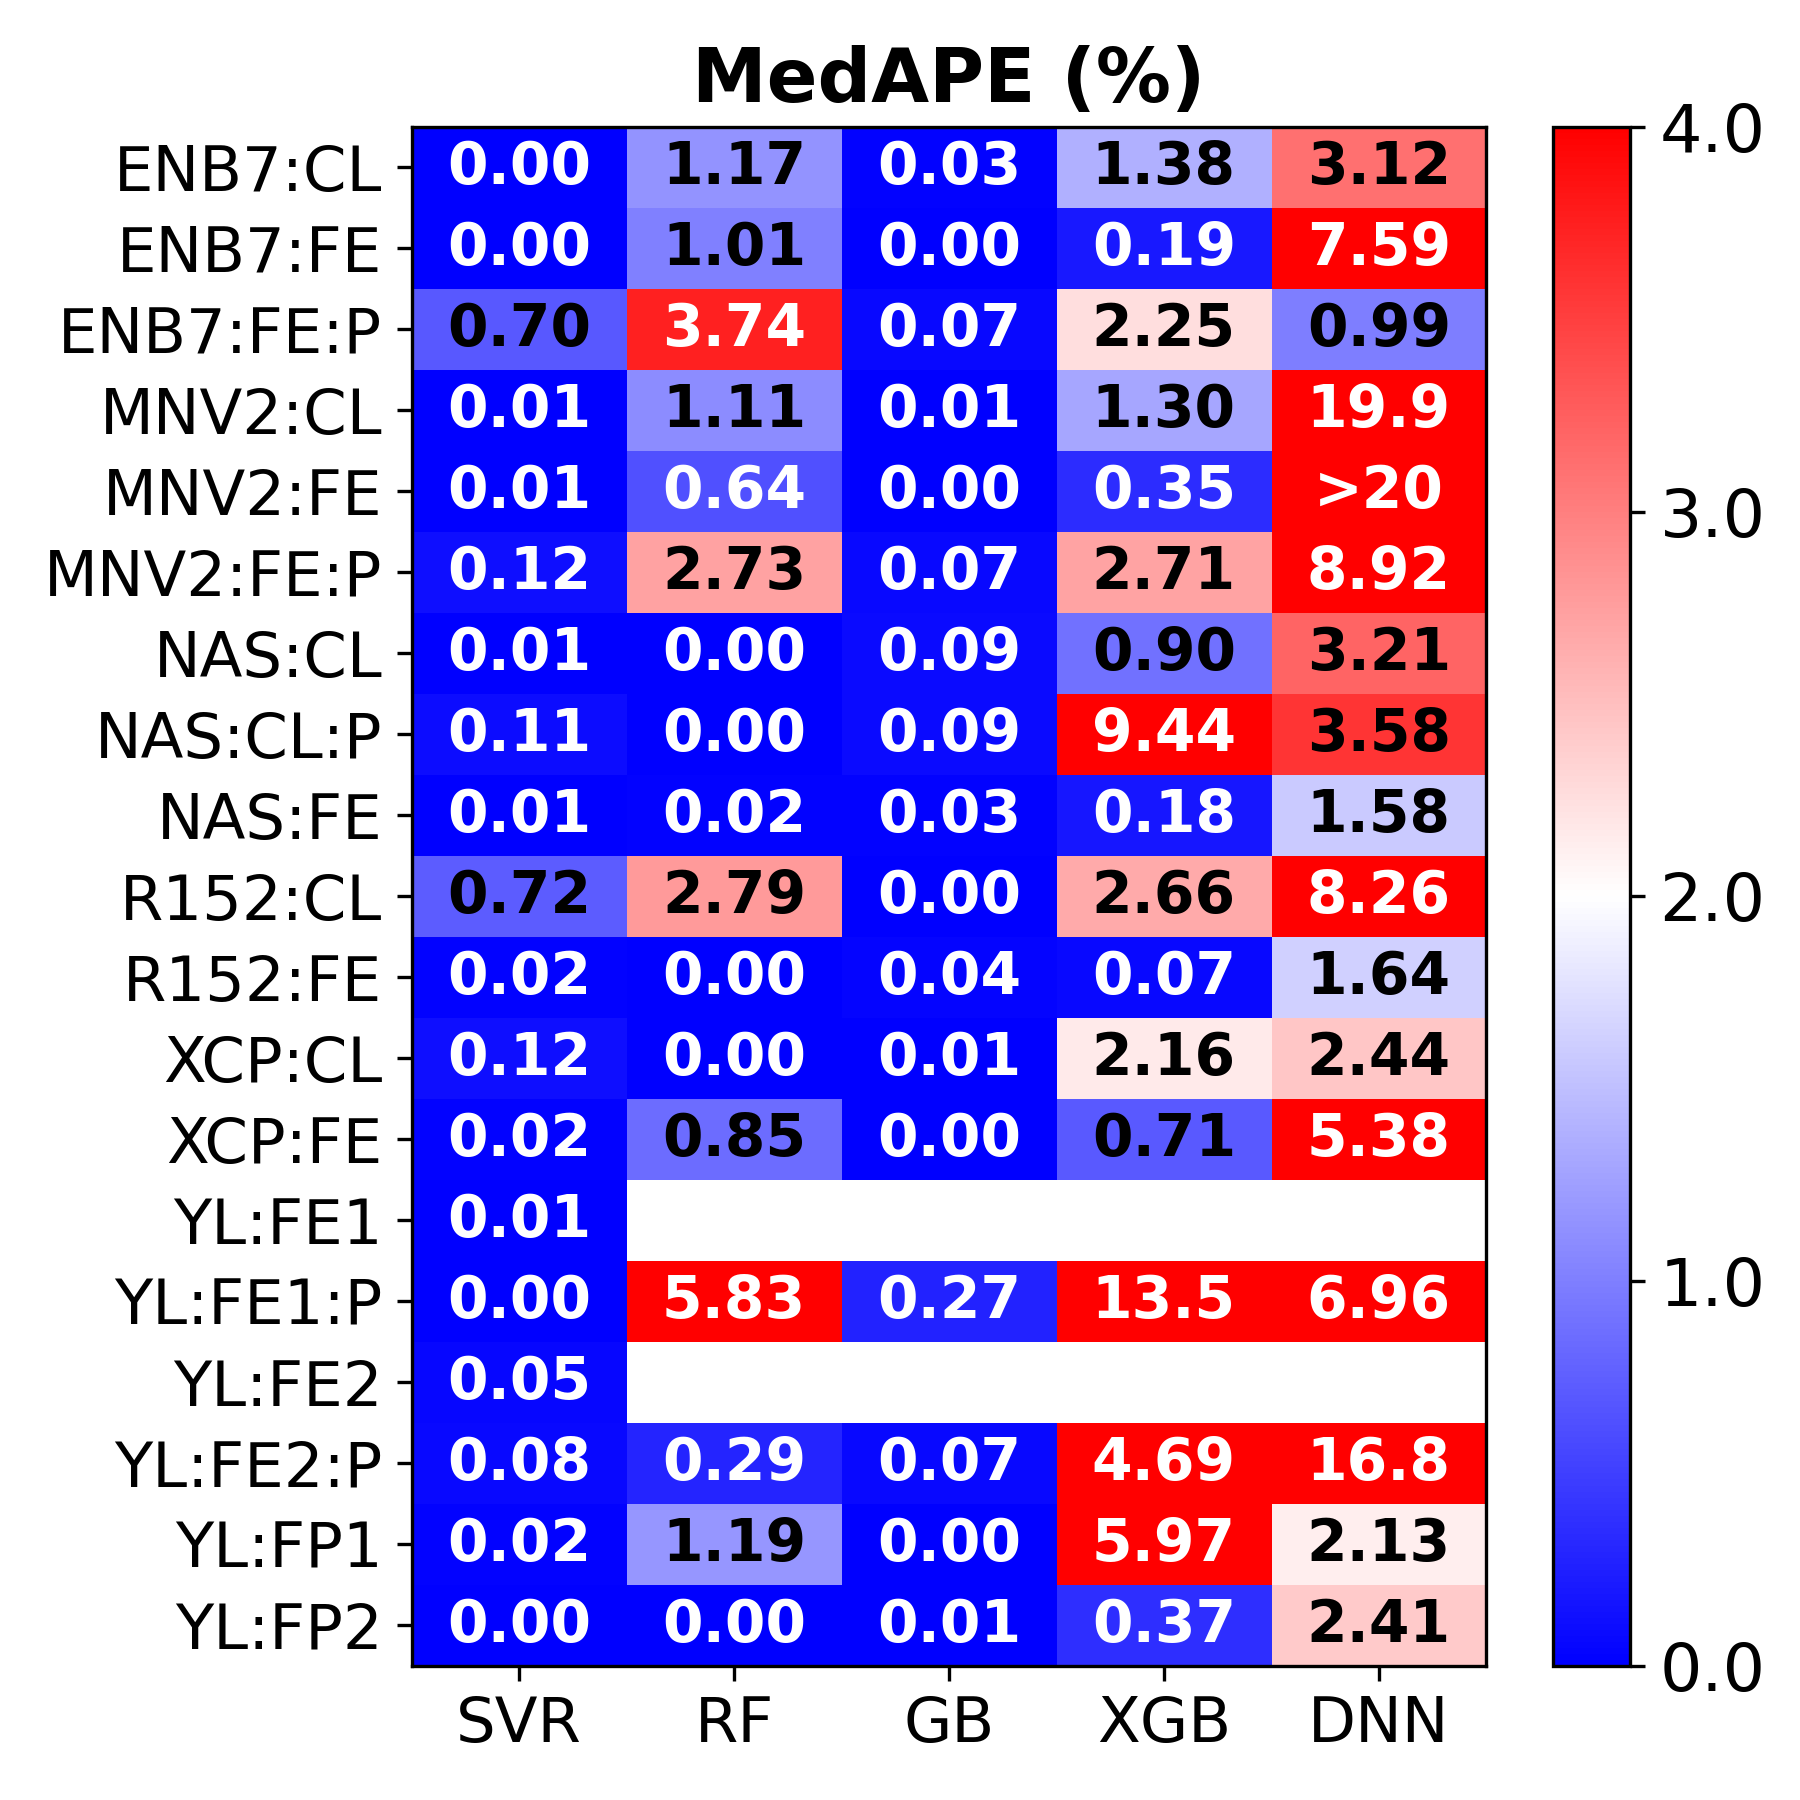 MedAPE (%)
ENB7:CL 0.00 1.17 0.03 1.38 3.12
ENB7:FE 0.00 1.01 0.00 0.19 7.59
ENB7:FE:P 0.70 3.74 0.07 2.25 0.99
MNV2:CL 0.01 1.11 0.01 1.30 19.9
MNV2:FE 0.01 0.64 0.00 0.35 >20
MNV2:FE:P 0.12 2.73 0.07 2.71 8.92
NAS:CL 0.01 0.00 0.09 0.90 3.21
NAS:CL:P 0.11 0.00 0.09 9.44 3.58
NAS:FE 0.01 0.02 0.03 0.18 1.58
R152:CL 0.72 2.79 0.00 2.66 8.26
R152:FE 0.02 0.00 0.04 0.07 1.64
XCP:CL 0.12 0.00 0.01 2.16 2.44
XCP:FE 0.02 0.85 0.00 0.71 5.38
YL:FE1 0.01
YL:FE1:P 0.00 5.83 0.27 13.5 6.96
YL:FE2 0.05
YL:FE2:P 0.08 0.29 0.07 4.69 16.8
YL:FP1 0.02 1.19 0.00 5.97 2.13
YL:FP2 0.00 0.00 0.01 0.37 2.41
SVR RF GB XGB DNN
4.0
3.0
2.0
1.0
0.0